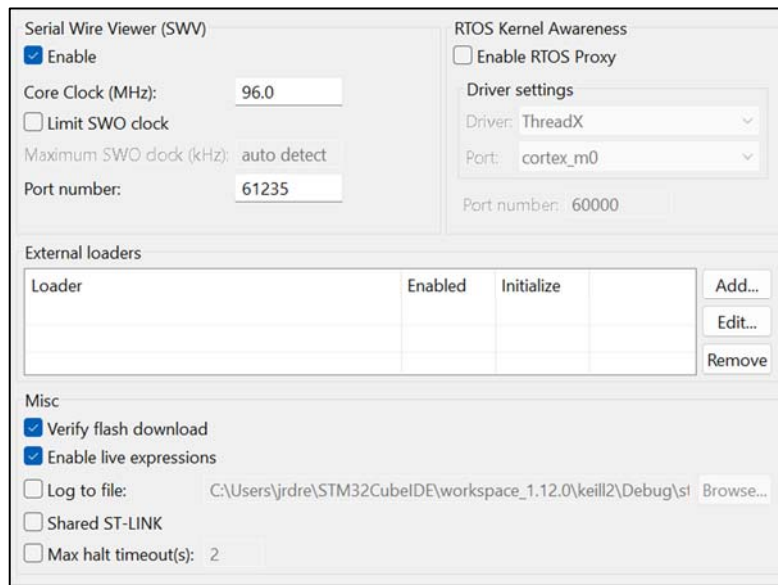 Serial Wire Viewer (SWV)
Enable
Core Clock (MHz): 96.0
Limit SWO clock
Maximum SWO clock (kHz): auto detect
Port number: 61235
RTOS Kernel Awareness
Enable RTOS Proxy
Driver settings
Driver: ThreadX
Port: cortex_m0
Port number: 60000
External loaders
Loader Enabled Initialize
Add...
Edit...
Remove
Misc
Verify flash download
Enable live expressions
Log to file: C:\Users\jrdre\STM32CubeIDE\workspace_1.12.0\keill2\Debug\st Browse...
Shared ST-LINK
Max halt timeout(s): 2